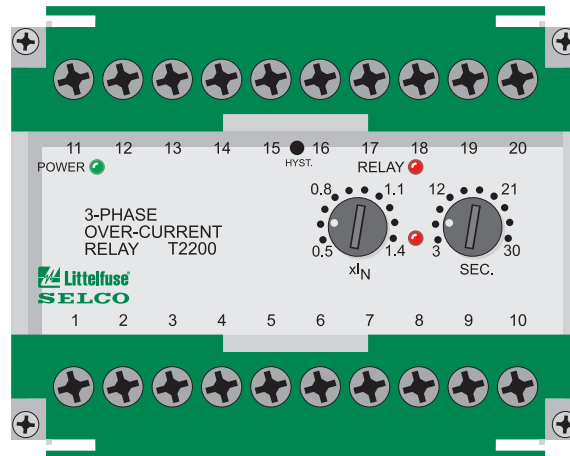 11 12 13 14 15 16 17 18 19 20
HYST.
POWER RELAY
0.8 1.1 12 21
3-PHASE
OVER-CURRENT
RELAY T2200
0.5 1.4 3 30
xIN SEC.
Littelfuse
SELCO
1 2 3 4 5 6 7 8 9 10